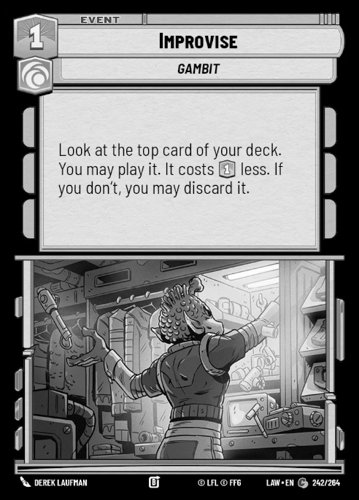 EVENT
1
IMPROVISE
GAMBIT
Look at the top card of your deck.
You may play it. It costs 1 less. If
you don't, you may discard it.
DEREK LAUFMAN
© LFL © FFG
LAW • EN
242/264